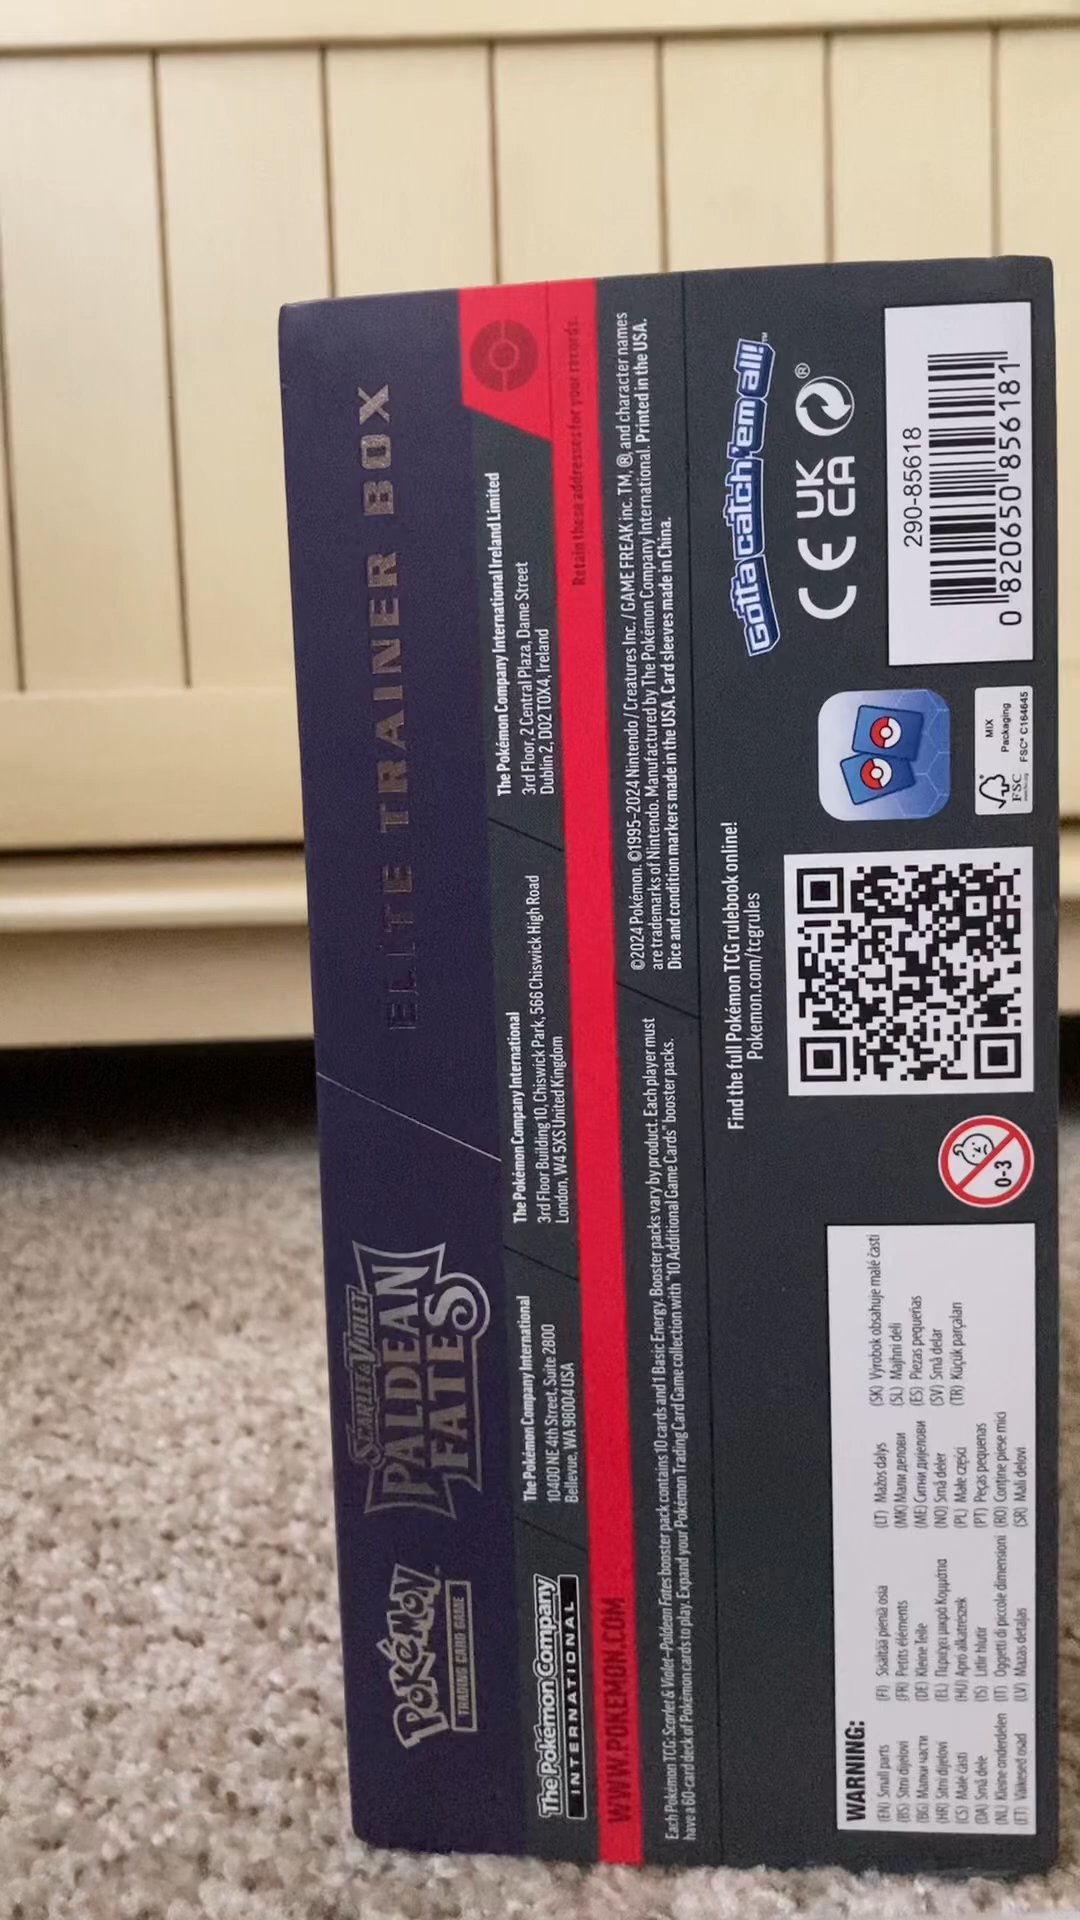 Pokémon
TRADING CARD GAME
SCARLET & VIOLET
PALDEAN
FATES
ELITE TRAINER BOX
The Pokémon Company
INTERNATIONAL
The Pokémon Company International
10400 NE 4th Street, Suite 2800
Bellevue, WA 98004 USA
The Pokémon Company International
3rd Floor Building 10, Chiswick Park, 566 Chiswick High Road
London, W4 5XS United Kingdom
The Pokémon Company International Ireland Limited
3rd Floor, 2 Central Plaza, Dame Street
Dublin 2, D02 T0X4, Ireland
WWW.POKEMON.COM
Retain these addresses for your records.
Each Pokémon TCG: Scarlet & Violet–Paldean Fates booster pack contains 10 cards and 1 Basic Energy. Booster packs vary by product. Each player must
have a 60-card deck of Pokémon cards to play. Expand your Pokémon Trading Card Game collection with "10 Additional Game Cards" booster packs.
©2024 Pokémon. ©1995-2024 Nintendo / Creatures Inc. / GAME FREAK inc. TM, ®, and character names
are trademarks of Nintendo. Manufactured by The Pokémon Company International. Printed in the USA.
Dice and condition markers made in the USA. Card sleeves made in China.
Find the full Pokémon TCG rulebook online!
Pokemon.com/tcgrules
Gotta catch 'em all!™
CE UK
CA
®
WARNING:
(EN) Small parts
(BS) Sitni dijelovi
(BG) Малки части
(HR) Sitni dijelovi
(CS) Malé části
(DA) Små dele
(NL) Kleine onderdelen
(ET) Väikesed osad
(FI) Sisältää pieniä osia
(FR) Petits éléments
(DE) Kleine Teile
(EL) Περιέχει μικρά Κομμάτια
(HU) Apró alkatrészek
(IS) Litlir hlutir
(IT) Oggetti di piccole dimensioni
(LV) Mazas detaļas
(LT) Mažos dalys
(MK) Мали делови
(ME) Ситни дијелови
(NO) Små deler
(PL) Małe części
(PT) Peças pequenas
(RO) Conține piese mici
(SR) Mali delovi
(SK) Výrobok obsahuje malé časti
(SL) Majhni deli
(ES) Piezas pequeñas
(SV) Små delar
(TR) Küçük parçaları
0-3
FSC
MIX
Packaging
FSC® C164645
290-85618
0 820650 856181